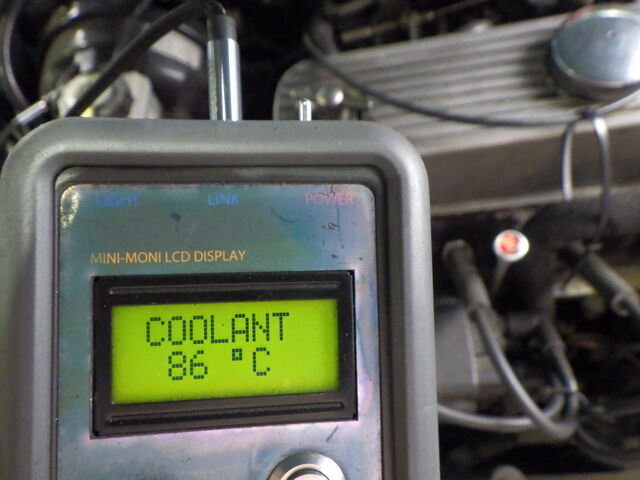 LIGHT LINK POWER
MINI-MONI LCD DISPLAY
COOLANT
86 °C